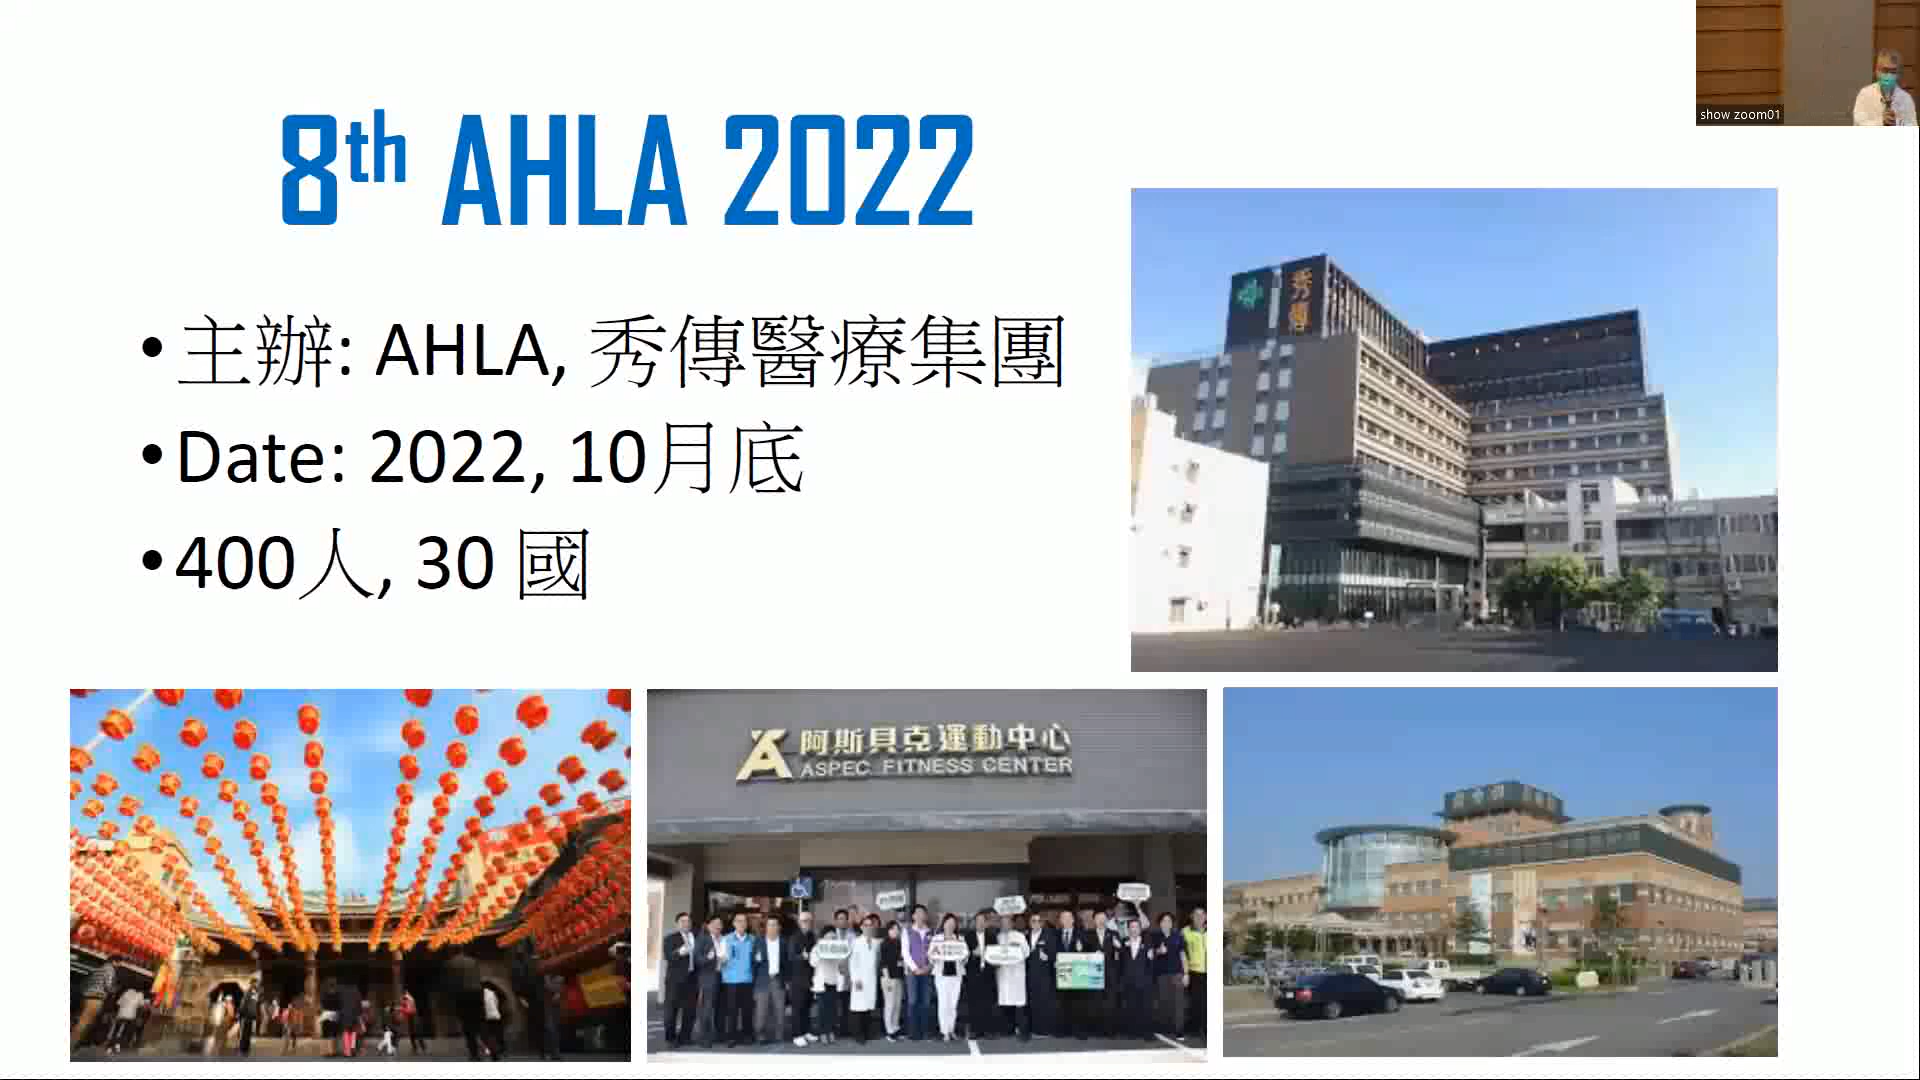 show zoom01
8th AHLA 2022
• 主辦: AHLA, 秀傳醫療集團
• Date: 2022, 10月底
• 400人, 30 國
秀傳
阿斯貝克運動中心
ASPEC FITNESS CENTER